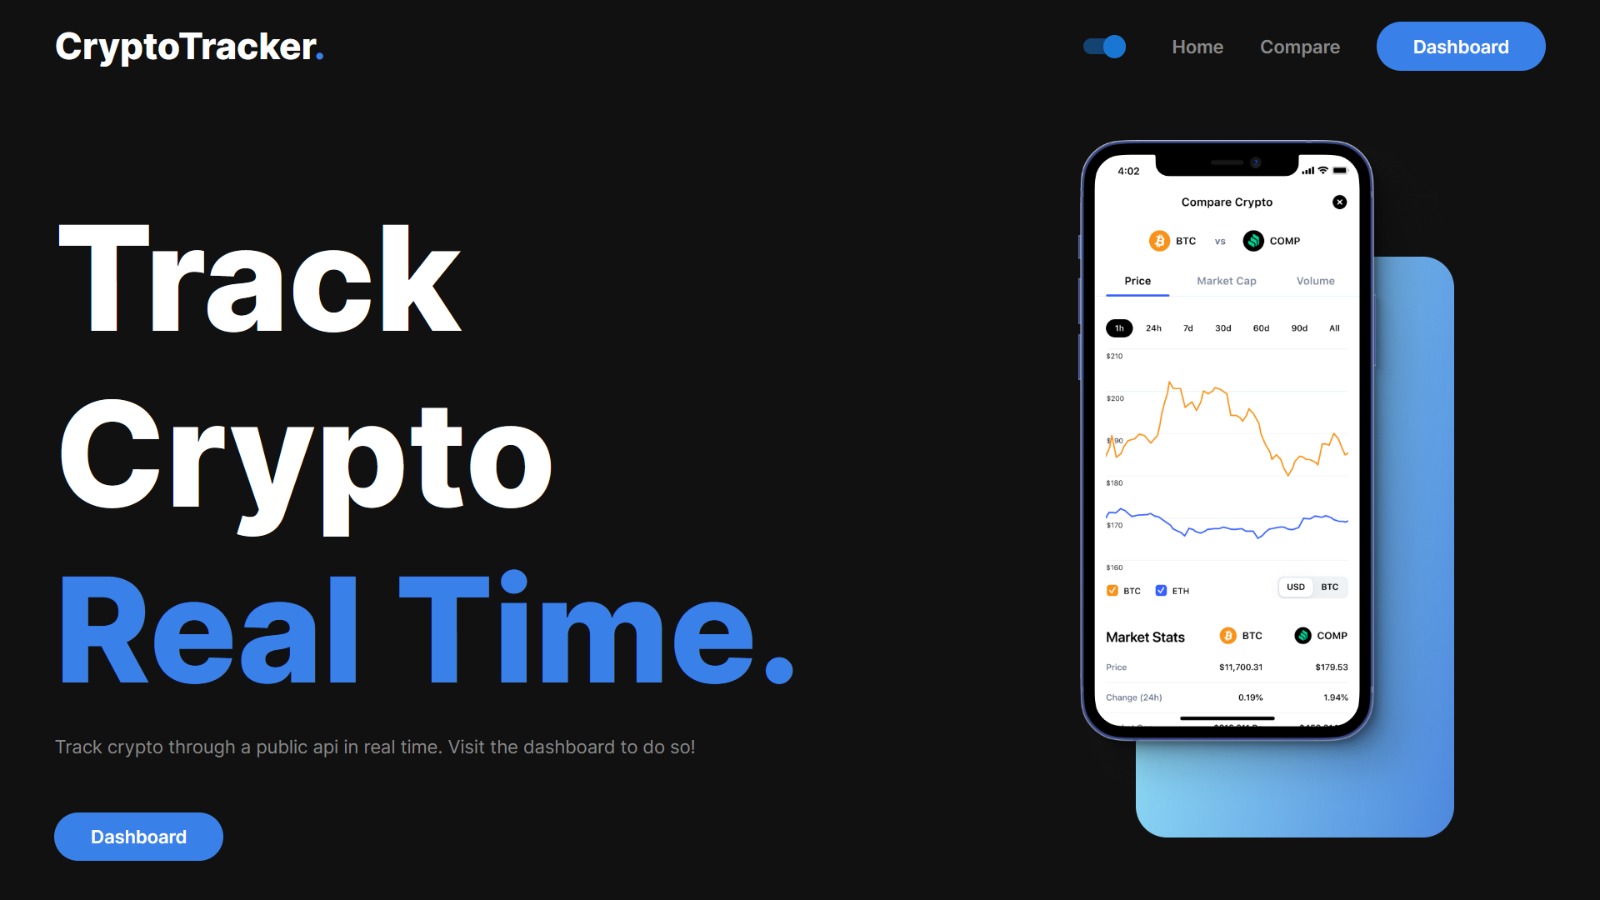 CryptoTracker.
Home Compare Dashboard
Track
Crypto
Real Time.
Track crypto through a public api in real time. Visit the dashboard to do so!
Dashboard
4:02
Compare Crypto
BTC vs COMP
Price Market Cap Volume
1h 24h 7d 30d 60d 90d All
$210
$200
$190
$180
$170
$160
BTC ETH USD BTC
Market Stats BTC COMP
Price $11,700.31 $179.53
Change (24h) 0.19% 1.94%